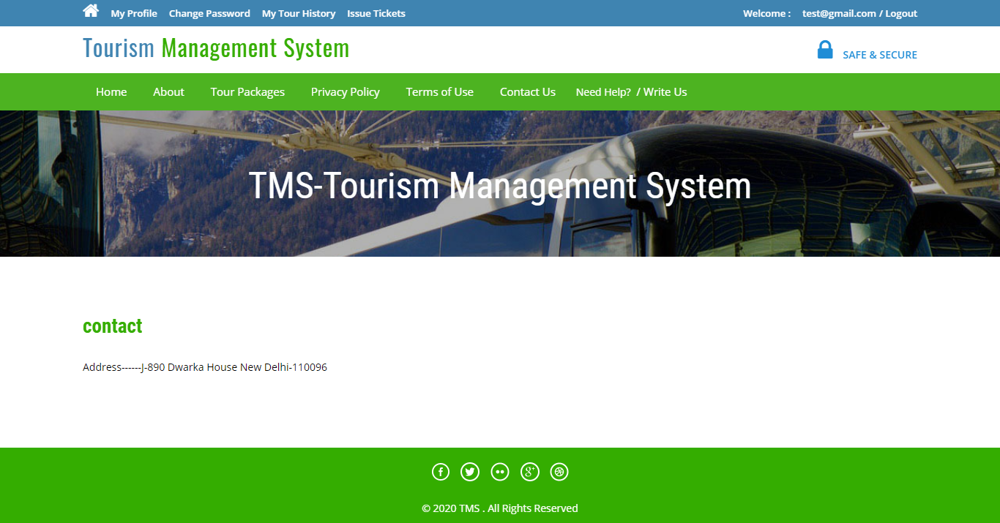 My Profile Change Password My Tour History Issue Tickets Welcome : test@gmail.com / Logout
Tourism Management System
SAFE & SECURE
Home About Tour Packages Privacy Policy Terms of Use Contact Us Need Help? / Write Us
TMS-Tourism Management System
contact
Address------J-890 Dwarka House New Delhi-110096
© 2020 TMS . All Rights Reserved